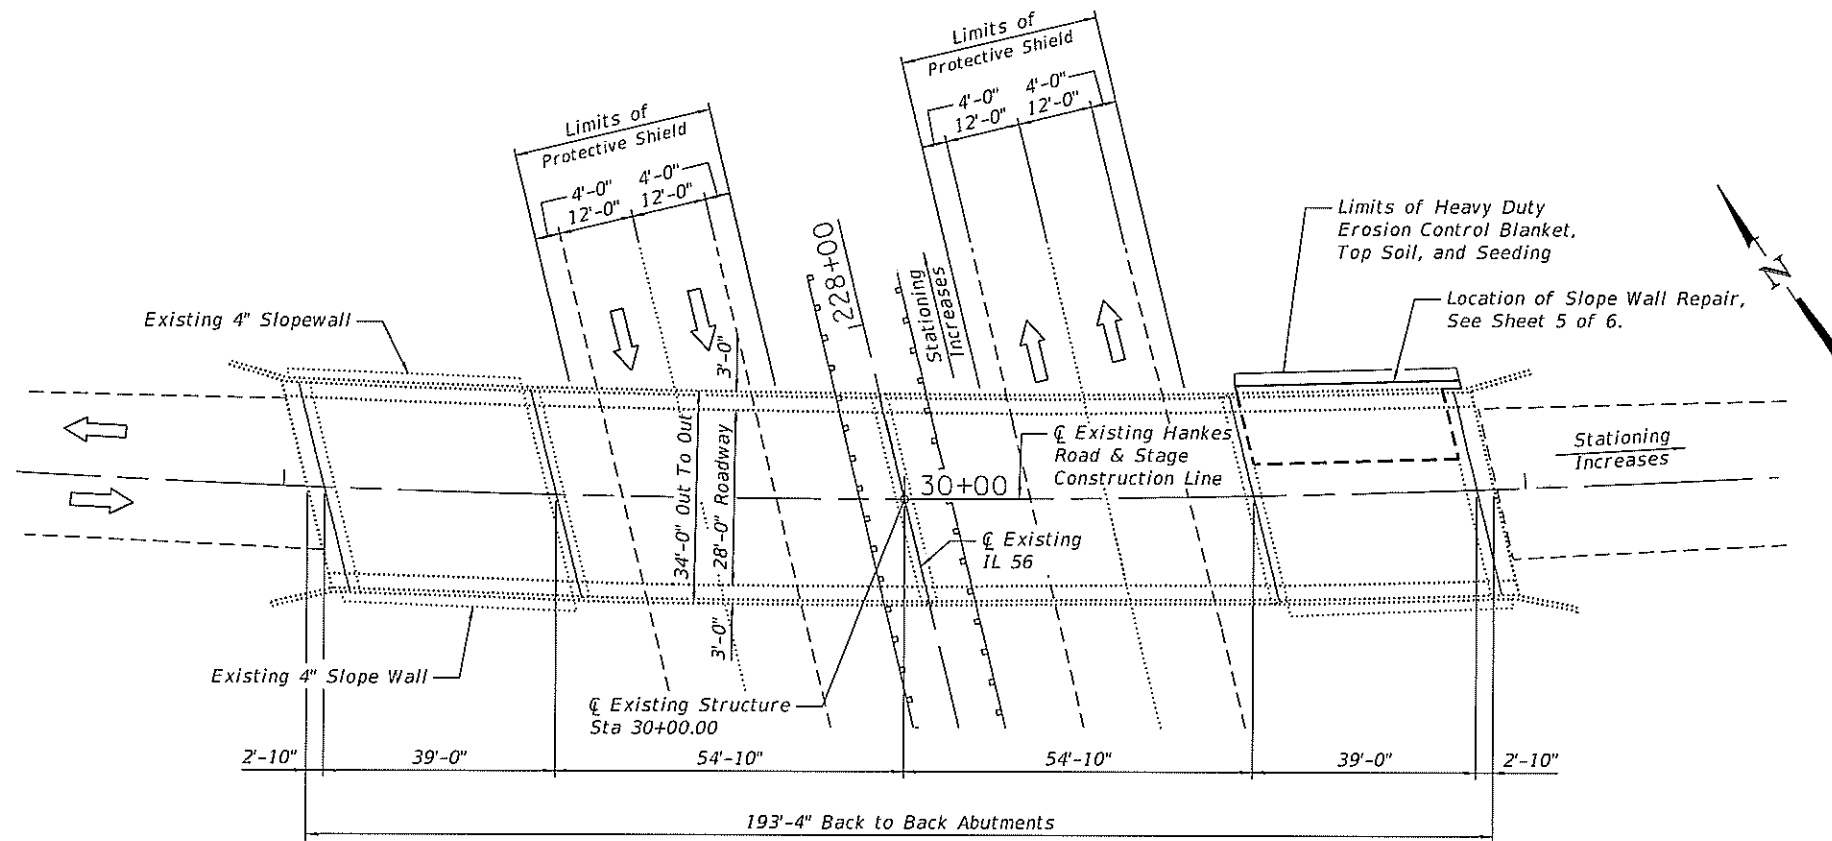 Limits of
Protective Shield
4'-0" 4'-0"
12'-0" 12'-0"
Limits of
Protective Shield
4'-0" 4'-0"
12'-0" 12'-0"
Limits of Heavy Duty
Erosion Control Blanket,
Top Soil, and Seeding
Location of Slope Wall Repair,
See Sheet 5 of 6.
N
Existing 4" Slopewall
228+00
Stationing
Increases
3'-0"
34'-0" Out To Out
28'-0" Roadway
3'-0"
℄ Existing Hankes
Road & Stage
Construction Line
30+00
Stationing
Increases
℄ Existing
IL 56
Existing 4" Slope Wall
℄ Existing Structure
Sta 30+00.00
2'-10" 39'-0" 54'-10" 54'-10" 39'-0" 2'-10"
193'-4" Back to Back Abutments